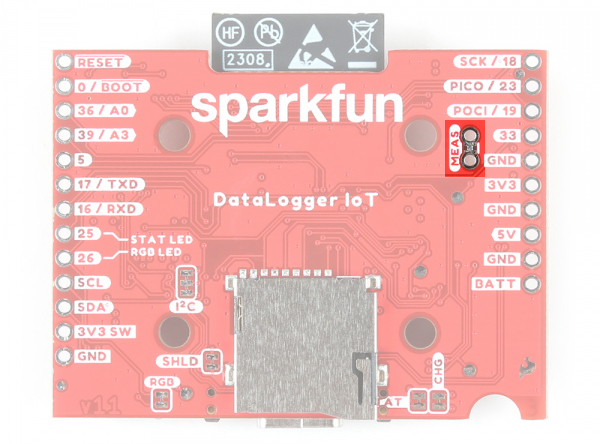 HF Pb
2308
RESET
0 / BOOT
36 / A0
39 / A3
5
17 / TXD
16 / RXD
25
26
SCL
SDA
3V3 SW
GND
sparkfun
DataLogger IoT
STAT LED
RGB LED
I²C
SHLD
RGB
v11
MEAS
CHG
SCK / 18
PICO / 23
POCI / 19
33
GND
3V3
GND
5V
GND
BATT